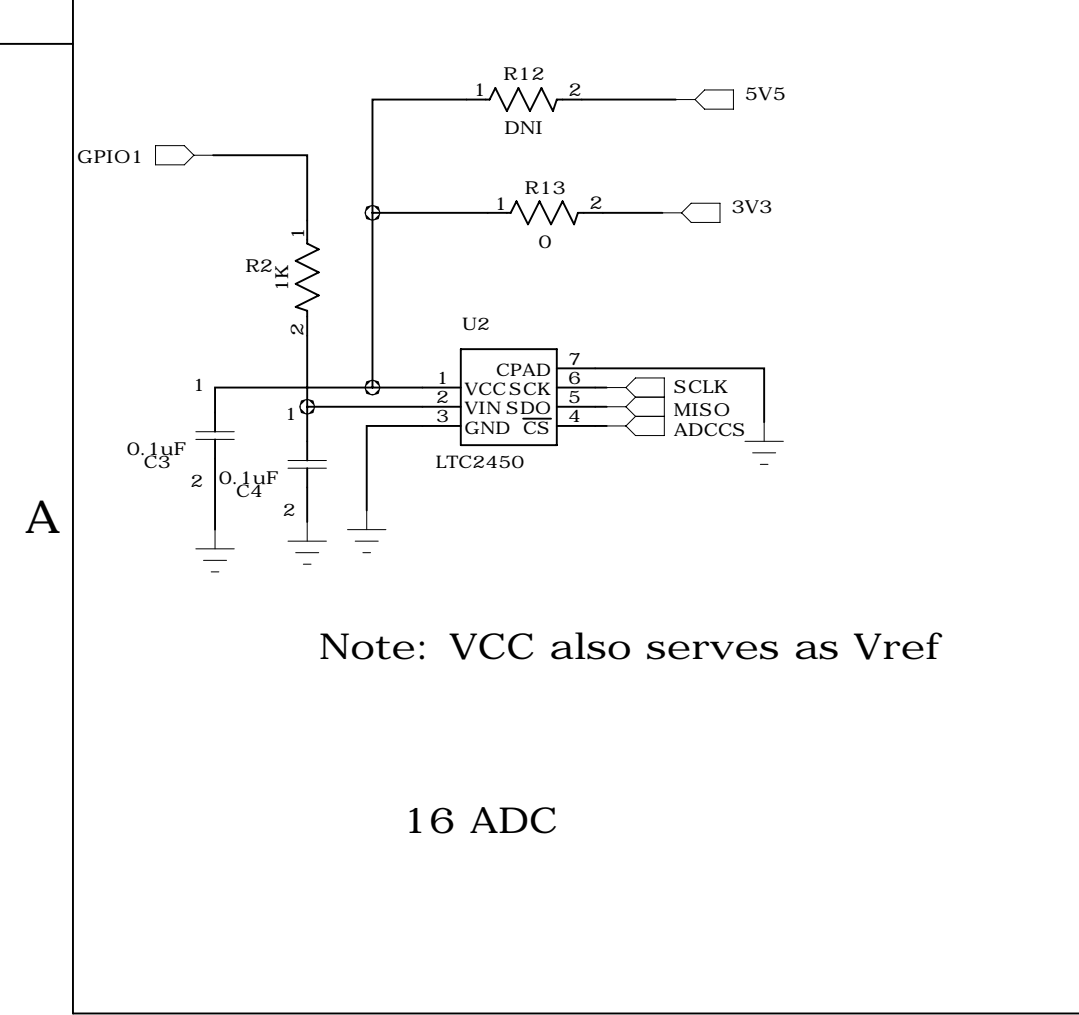 R12
1 2 5V5
DNI
GPIO1
R13
1 2 3V3
0
1
R2 1K
2
U2
CPAD 7
1 1 VCC SCK 6 SCLK
1 2 VIN SDO 5 MISO
3 GND CS 4 ADCCS
0.1uF
C3
LTC2450
2 0.1uF
C4
2
A
Note: VCC also serves as Vref
16 ADC